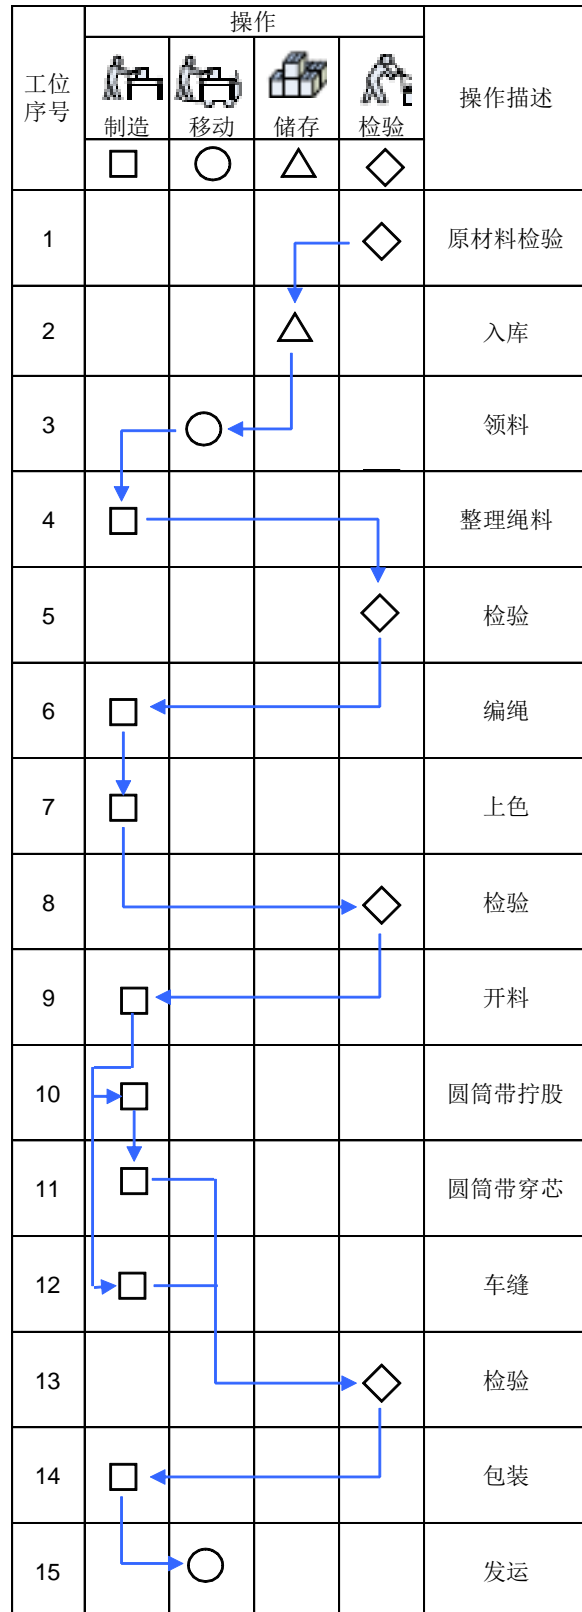 操作
工位
序号
操作描述
制造 移动 储存 检验
1 原材料检验
2 入库
3 领料
4 整理绳料
5 检验
6 编绳
7 上色
8 检验
9 开料
10 圆筒带拧股
11 圆筒带穿芯
12 车缝
13 检验
14 包装
15 发运